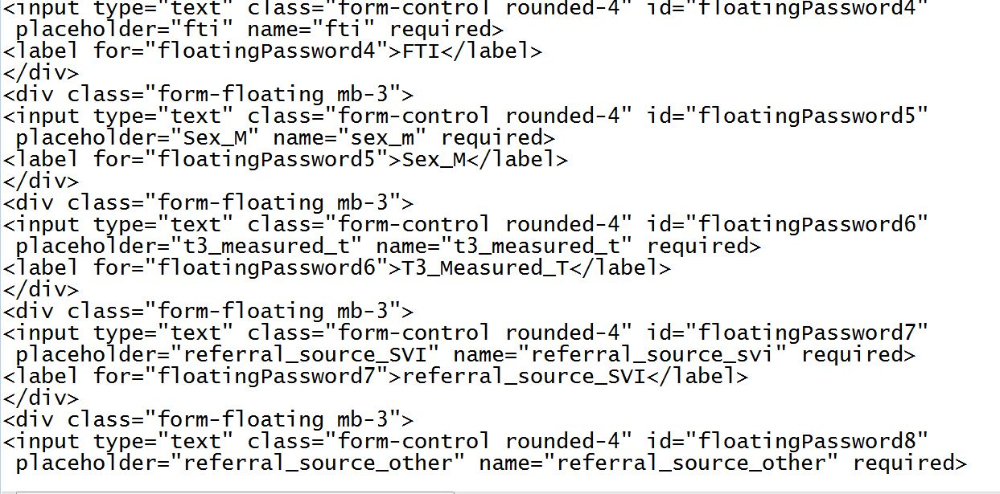 <input type="text" class="form-control rounded-4" id="floatingPassword4"
placeholder="fti" name="fti" required>
<label for="floatingPassword4">FTI</label>
</div>
<div class="form-floating mb-3">
<input type="text" class="form-control rounded-4" id="floatingPassword5"
placeholder="Sex_M" name="sex_m" required>
<label for="floatingPassword5">Sex_M</label>
</div>
<div class="form-floating mb-3">
<input type="text" class="form-control rounded-4" id="floatingPassword6"
placeholder="t3_measured_t" name="t3_measured_t" required>
<label for="floatingPassword6">T3_Measured_T</label>
</div>
<div class="form-floating mb-3">
<input type="text" class="form-control rounded-4" id="floatingPassword7"
placeholder="referral_source_SVI" name="referral_source_svi" required>
<label for="floatingPassword7">referral_source_SVI</label>
</div>
<div class="form-floating mb-3">
<input type="text" class="form-control rounded-4" id="floatingPassword8"
placeholder="referral_source_other" name="referral_source_other" required>